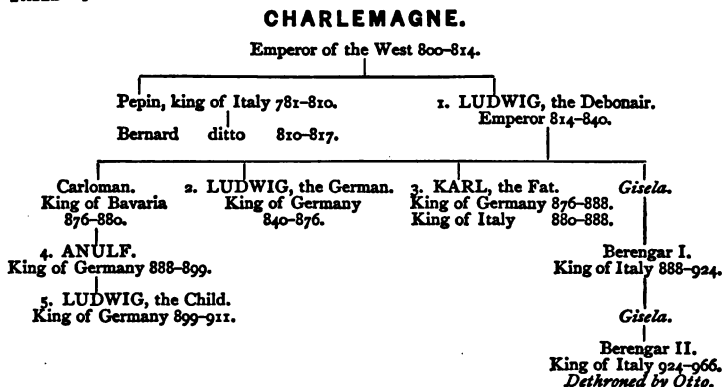 CHARLEMAGNE.
Emperor of the West 800–814.
Pepin, king of Italy 781–810.
Bernard ditto 810–817.
1. LUDWIG, the Debonair.
Emperor 814–840.
Carloman.
King of Bavaria
876–880.
2. LUDWIG, the German.
King of Germany
840–876.
3. KARL, the Fat.
King of Germany 876–888.
King of Italy 880–888.
Gisela.
4. ANULF.
King of Germany 888–899.
Berengar I.
King of Italy 888–924.
5. LUDWIG, the Child.
King of Germany 899–911.
Gisela.
Berengar II.
King of Italy 924–966.
Dethroned by Otto.